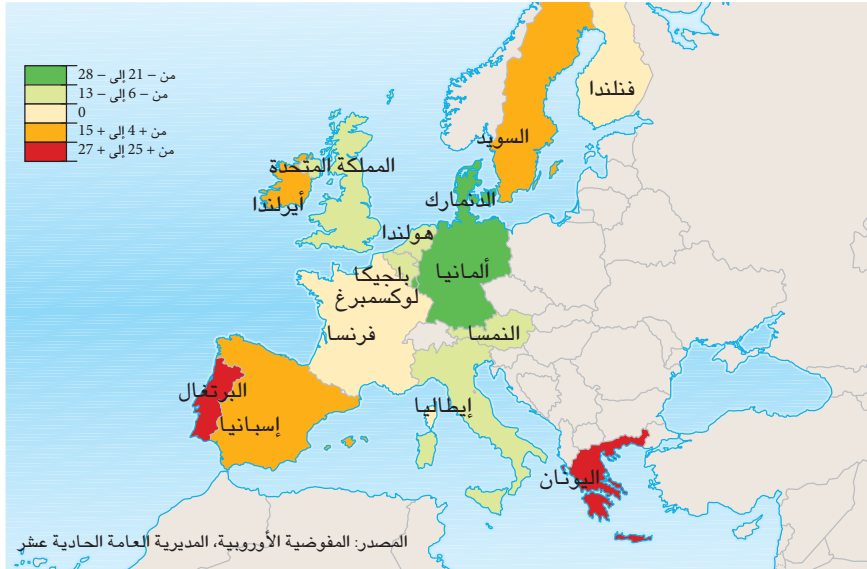 من – 21 إلى – 28
من – 6 إلى – 13
0
من + 4 إلى + 15
من + 25 إلى + 27
فنلندا
السويد
المملكة المتحدة
أيرلندا
الدنمارك
هولندا
ألمانيا
بلجيكا
لوكسمبرغ
فرنسا
النمسا
البرتغال
إسبانيا
إيطاليا
اليونان
المصدر: المفوضية الأوروبية، المديرية العامة الحادية عشر